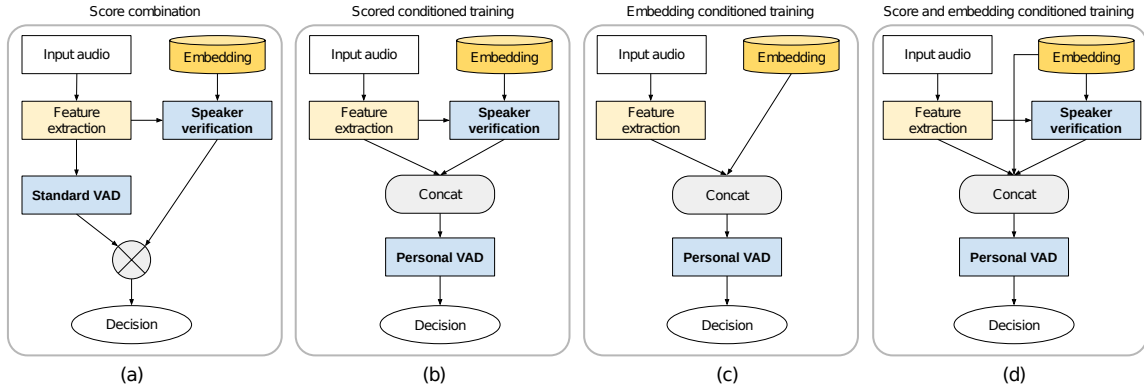 Score combination
Input audio
Embedding
Feature
extraction
Speaker
verification
Standard VAD
Decision
(a)
Scored conditioned training
Input audio
Embedding
Feature
extraction
Speaker
verification
Concat
Personal VAD
Decision
(b)
Embedding conditioned training
Input audio
Embedding
Feature
extraction
Concat
Personal VAD
Decision
(c)
Score and embedding conditioned training
Input audio
Embedding
Feature
extraction
Speaker
verification
Concat
Personal VAD
Decision
(d)